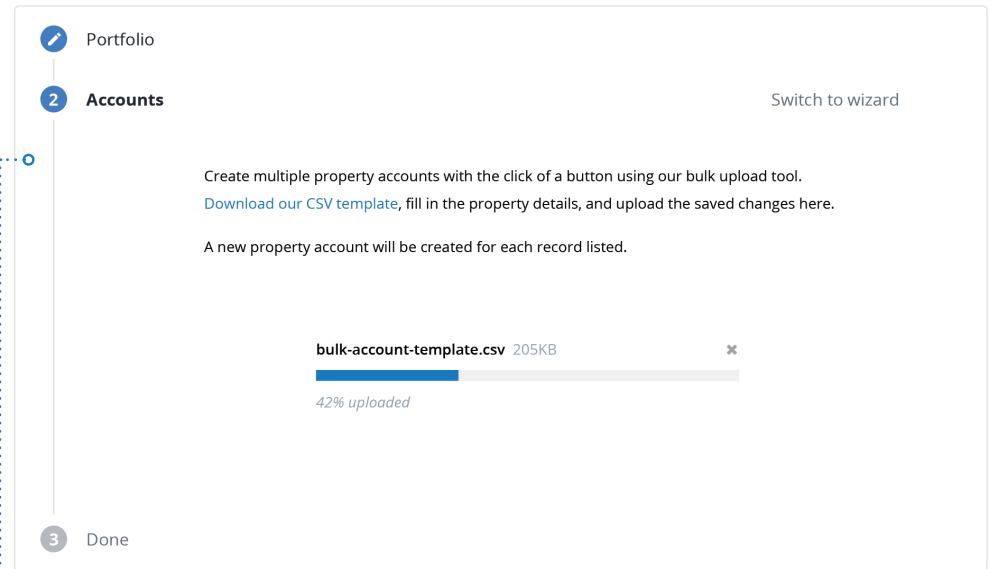 Portfolio
2 Accounts Switch to wizard
Create multiple property accounts with the click of a button using our bulk upload tool.
Download our CSV template, fill in the property details, and upload the saved changes here.
A new property account will be created for each record listed.
bulk-account-template.csv 205KB
42% uploaded
3 Done